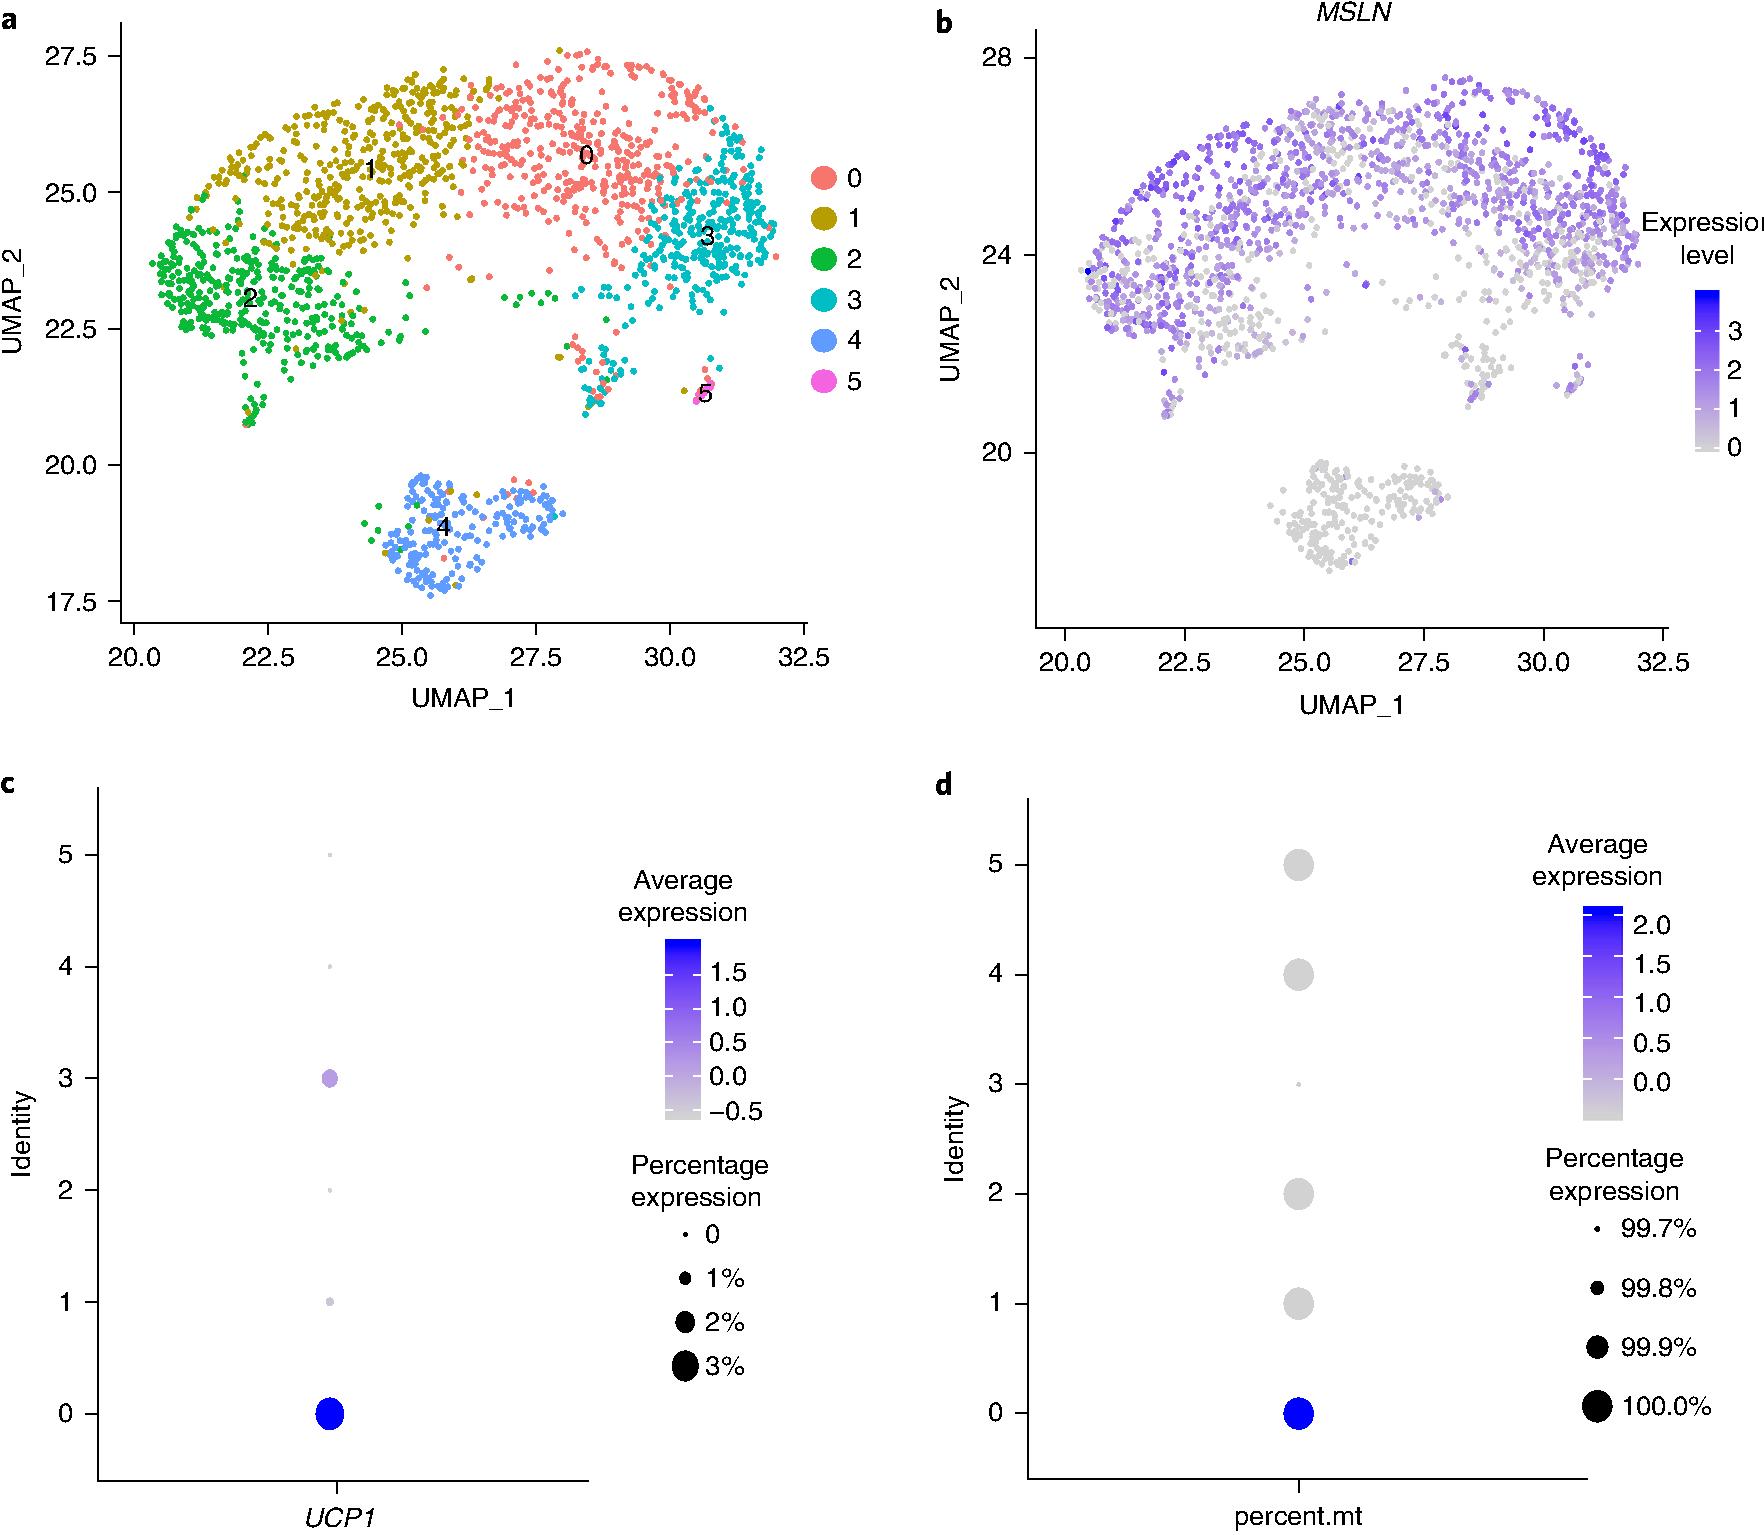 a
27.5
25.0
22.5
20.0
17.5
UMAP_2
20.0 22.5 25.0 27.5 30.0 32.5
UMAP_1
1
0
3
2
5
4
0
1
2
3
4
5
b
MSLN
28
24
20
UMAP_2
20.0 22.5 25.0 27.5 30.0 32.5
UMAP_1
Expression
level
3
2
1
0
c
5
4
3
2
1
0
Identity
UCP1
Average
expression
1.5
1.0
0.5
0.0
−0.5
Percentage
expression
0
1%
2%
3%
d
5
4
3
2
1
0
Identity
percent.mt
Average
expression
2.0
1.5
1.0
0.5
0.0
Percentage
expression
99.7%
99.8%
99.9%
100.0%